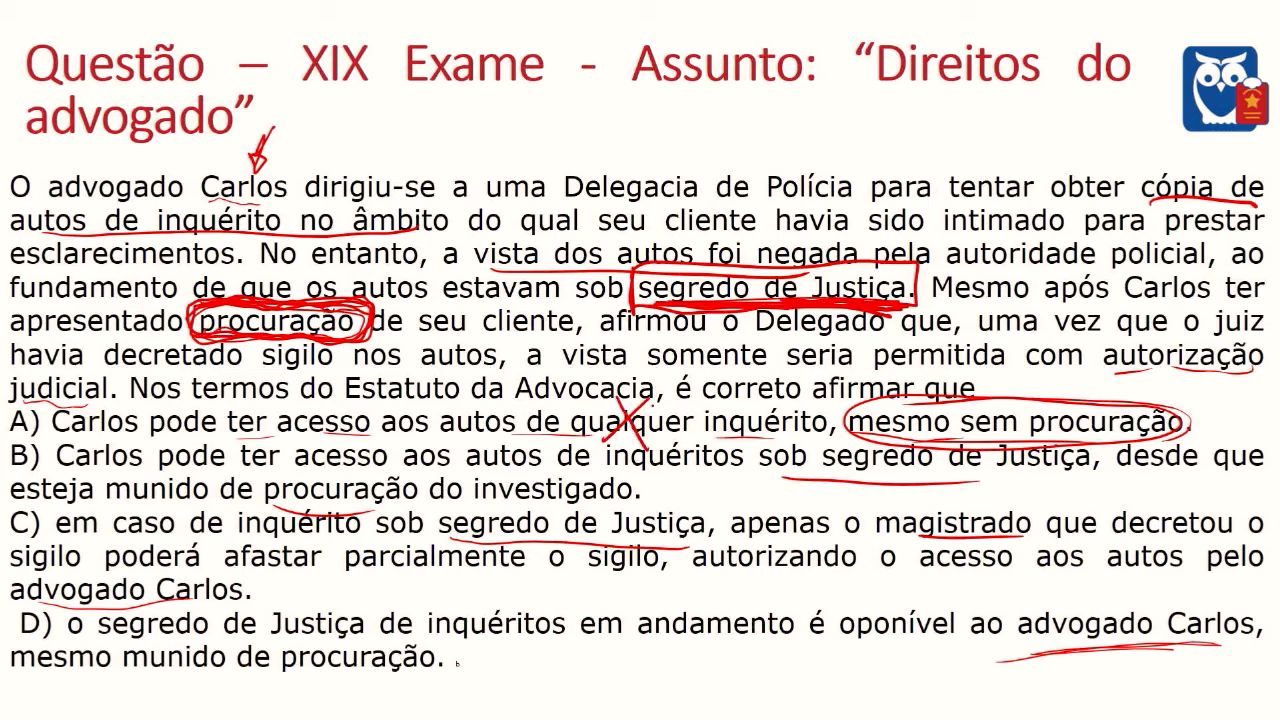 Questão – XIX Exame - Assunto: “Direitos do
advogado”
O advogado Carlos dirigiu-se a uma Delegacia de Polícia para tentar obter cópia de
autos de inquérito no âmbito do qual seu cliente havia sido intimado para prestar
esclarecimentos. No entanto, a vista dos autos foi negada pela autoridade policial, ao
fundamento de que os autos estavam sob segredo de Justiça. Mesmo após Carlos ter
apresentado procuração de seu cliente, afirmou o Delegado que, uma vez que o juiz
havia decretado sigilo nos autos, a vista somente seria permitida com autorização
judicial. Nos termos do Estatuto da Advocacia, é correto afirmar que
A) Carlos pode ter acesso aos autos de qualquer inquérito, mesmo sem procuração.
B) Carlos pode ter acesso aos autos de inquéritos sob segredo de Justiça, desde que
esteja munido de procuração do investigado.
C) em caso de inquérito sob segredo de Justiça, apenas o magistrado que decretou o
sigilo poderá afastar parcialmente o sigilo, autorizando o acesso aos autos pelo
advogado Carlos.
D) o segredo de Justiça de inquéritos em andamento é oponível ao advogado Carlos,
mesmo munido de procuração.